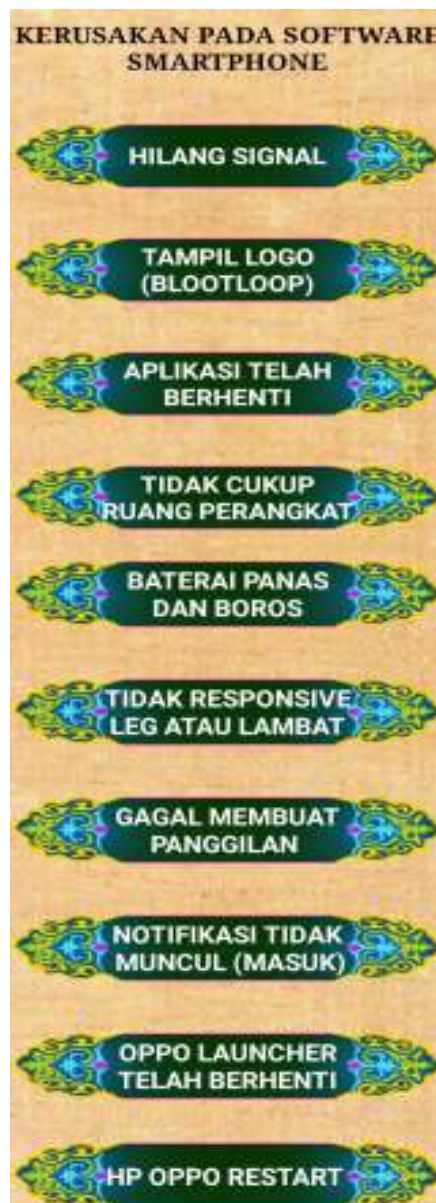 KERUSAKAN PADA SOFTWARE
SMARTPHONE
HILANG SIGNAL
TAMPIL LOGO
(BLOOTLOOP)
APLIKASI TELAH
BERHENTI
TIDAK CUKUP
RUANG PERANGKAT
BATERAI PANAS
DAN BOROS
TIDAK RESPONSIVE
LEG ATAU LAMBAT
GAGAL MEMBUAT
PANGGILAN
NOTIFIKASI TIDAK
MUNCUL (MASUK)
OPPO LAUNCHER
TELAH BERHENTI
HP OPPO RESTART